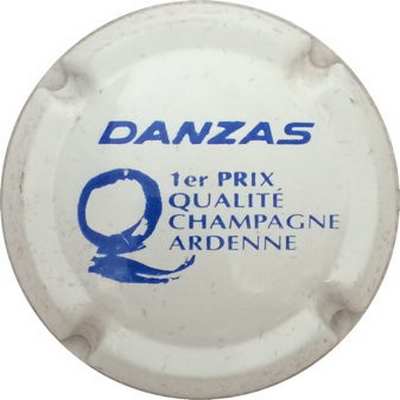 DANZAS
Q
1er PRIX
QUALITÉ
CHAMPAGNE
ARDENNE